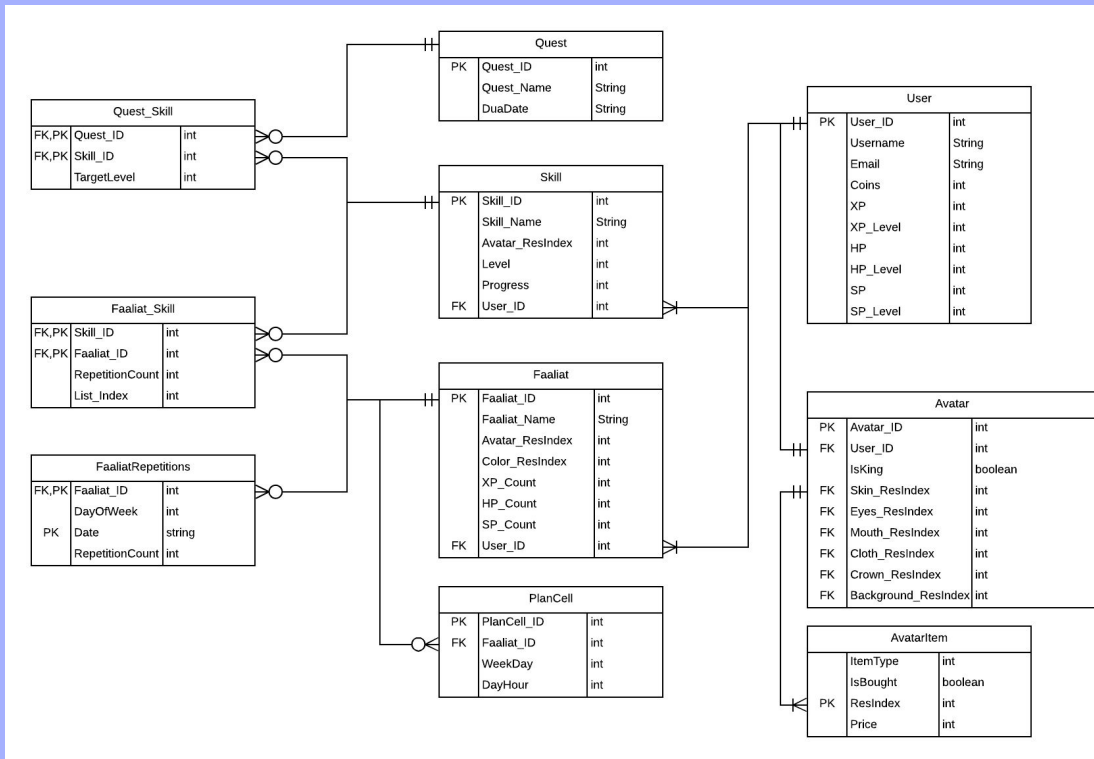 Quest
PK Quest_ID int
Quest_Name String
DuaDate String
Quest_Skill
FK,PK Quest_ID int
FK,PK Skill_ID int
TargetLevel int
Skill
PK Skill_ID int
Skill_Name String
Avatar_ResIndex int
Level int
Progress int
FK User_ID int
User
PK User_ID int
Username String
Email String
Coins int
XP int
XP_Level int
HP int
HP_Level int
SP int
SP_Level int
Faaliat_Skill
FK,PK Skill_ID int
FK,PK Faaliat_ID int
RepetitionCount int
List_Index int
Faaliat
PK Faaliat_ID int
Faaliat_Name String
Avatar_ResIndex int
Color_ResIndex int
XP_Count int
HP_Count int
SP_Count int
FK User_ID int
Avatar
PK Avatar_ID int
FK User_ID int
IsKing boolean
FK Skin_ResIndex int
FK Eyes_ResIndex int
FK Mouth_ResIndex int
FK Cloth_ResIndex int
FK Crown_ResIndex int
FK Background_ResIndex int
FaaliatRepetitions
FK,PK Faaliat_ID int
DayOfWeek int
PK Date string
RepetitionCount int
PlanCell
PK PlanCell_ID int
FK Faaliat_ID int
WeekDay int
DayHour int
AvatarItem
ItemType int
IsBought boolean
PK ResIndex int
Price int